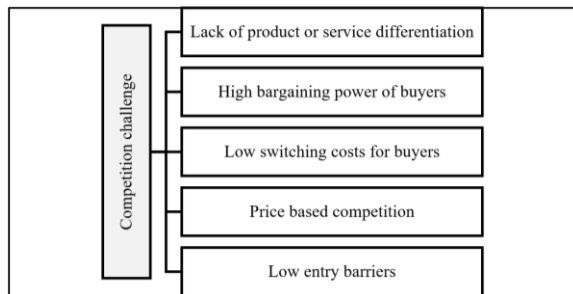 Competition challenge
Lack of product or service differentiation
High bargaining power of buyers
Low switching costs for buyers
Price based competition
Low entry barriers